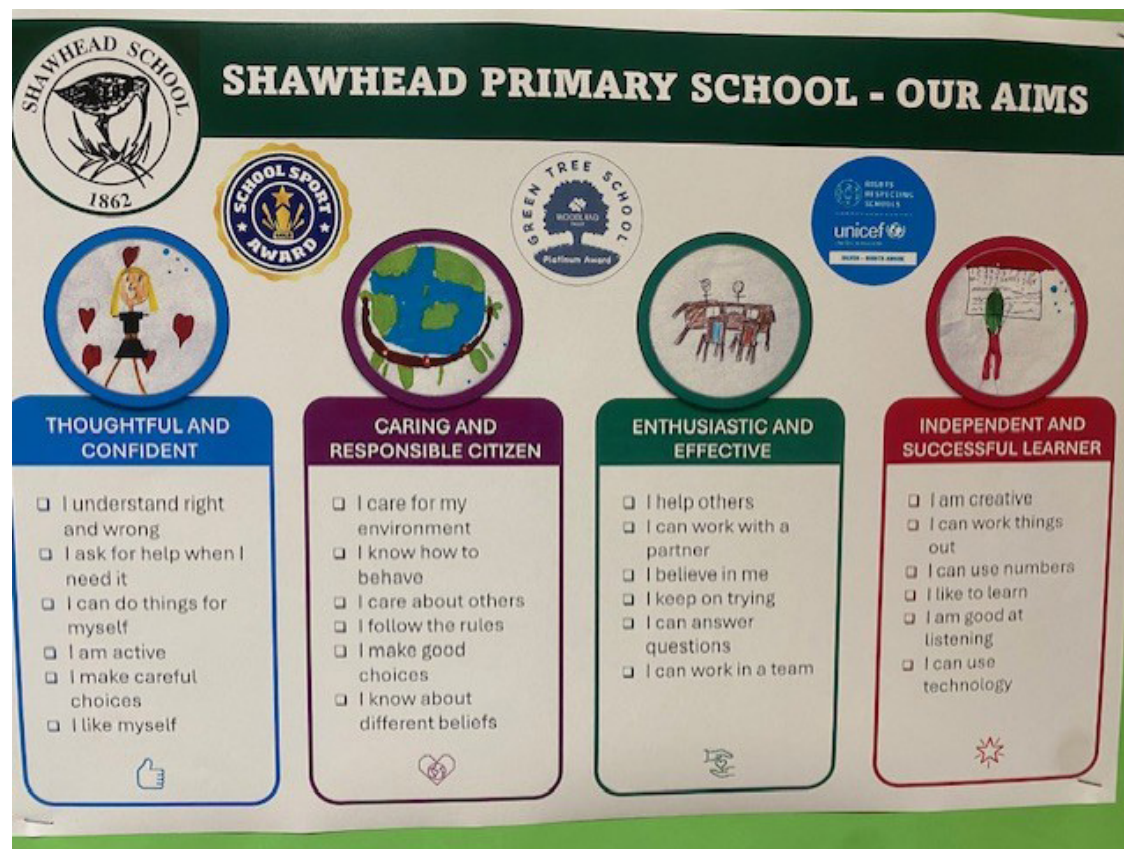 SHAWHEAD SCHOOL
1862
SHAWHEAD PRIMARY SCHOOL - OUR AIMS
SCHOOL SPORT
AWARD
GREEN TREE SCHOOL
WOODLAND
Platinum Award
RIGHTS
RESPECTING
SCHOOLS
unicef
THOUGHTFUL AND
CONFIDENT
I understand right
and wrong
I ask for help when I
need it
I can do things for
myself
I am active
I make careful
choices
I like myself
CARING AND
RESPONSIBLE CITIZEN
I care for my
environment
I know how to
behave
I care about others
I follow the rules
I make good
choices
I know about
different beliefs
ENTHUSIASTIC AND
EFFECTIVE
I help others
I can work with a
partner
I believe in me
I keep on trying
I can answer
questions
I can work in a team
INDEPENDENT AND
SUCCESSFUL LEARNER
I am creative
I can work things
out
I can use numbers
I like to learn
I am good at
listening
I can use
technology